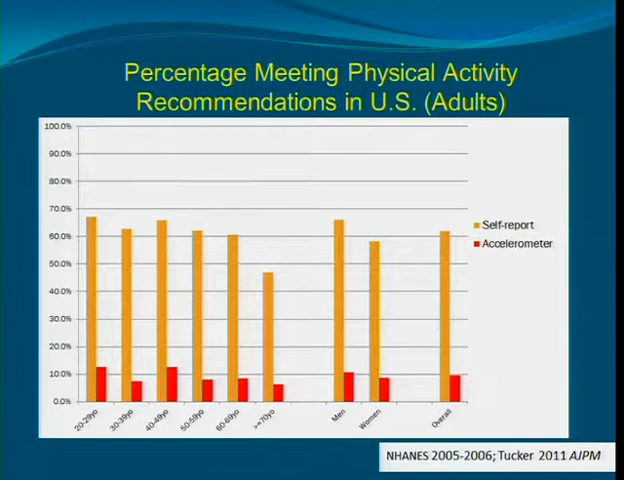 Percentage Meeting Physical Activity
Recommendations in U.S. (Adults)
100.0%
90.0%
80.0%
70.0%
60.0%
50.0%
40.0%
30.0%
20.0%
10.0%
0.0%
20-29yo
30-39yo
40-49yo
50-59yo
60-69yo
>=70yo
Men
Women
Overall
Self-report
Accelerometer
NHANES 2005-2006; Tucker 2011 AJPM